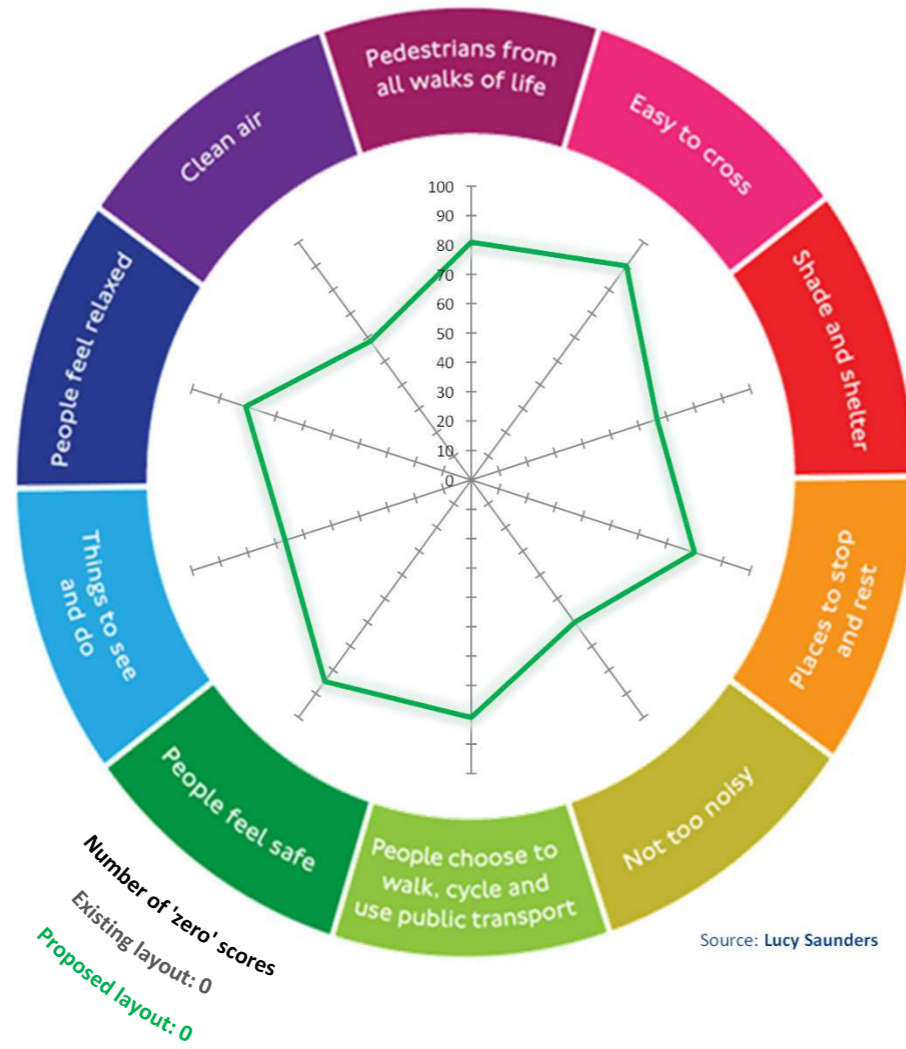 Pedestrians from
all walks of life
Easy to cross
Shade and shelter
Places to stop
and rest
Not too noisy
People choose to
walk, cycle and
use public transport
People feel safe
Things to see
and do
People feel relaxed
Clean air
100
90
80
70
60
50
40
30
20
10
0
Number of 'zero' scores
Existing layout: 0
Proposed layout: 0
Source: Lucy Saunders